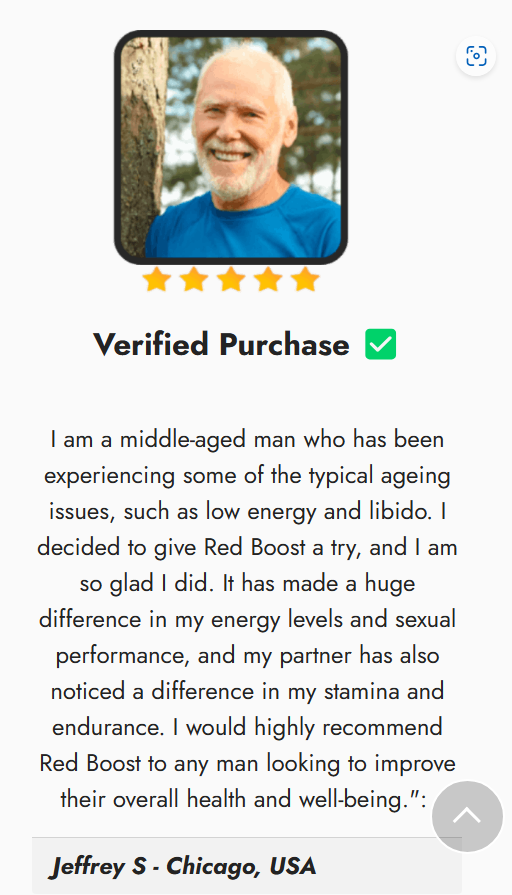 Verified Purchase ✅
I am a middle-aged man who has been
experiencing some of the typical ageing
issues, such as low energy and libido. I
decided to give Red Boost a try, and I am
so glad I did. It has made a huge
difference in my energy levels and sexual
performance, and my partner has also
noticed a difference in my stamina and
endurance. I would highly recommend
Red Boost to any man looking to improve
their overall health and well-being.":
Jeffrey S - Chicago, USA